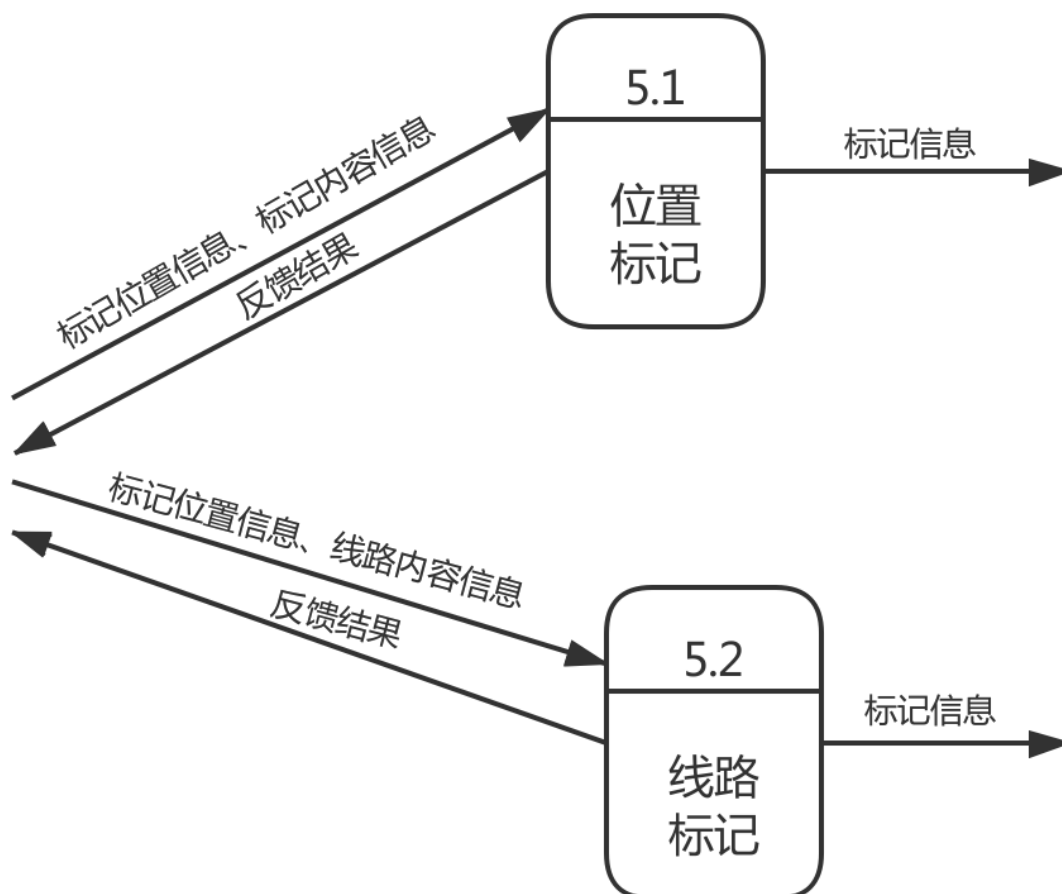 5.1
标记信息
标记位置信息、标记内容信息
位置
标记
反馈结果
标记位置信息、线路内容信息
反馈结果
5.2
标记信息
线路
标记